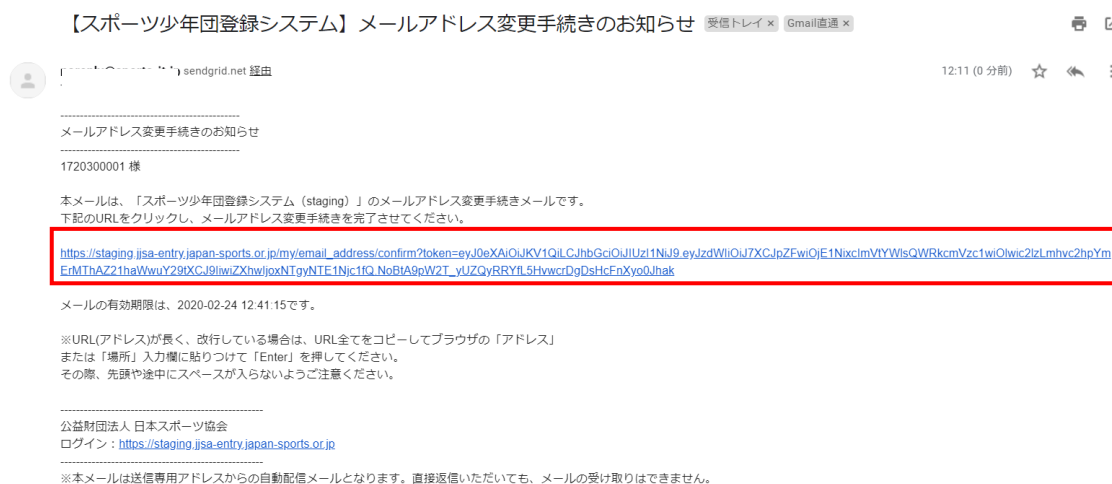 【スポーツ少年団登録システム】メールアドレス変更手続きのお知らせ 受信トレイ × Gmail直通 ×
sendgrid.net 経由 12:11 (0 分前)
----------------------------------------------
メールアドレス変更手続きのお知らせ
----------------------------------------------
1720300001 様
本メールは、「スポーツ少年団登録システム（staging）」のメールアドレス変更手続きメールです。
下記のURLをクリックし、メールアドレス変更手続きを完了させてください。
https://staging.jjsa-entry.japan-sports.or.jp/my/email_address/confirm?token=eyJ0eXAiOiJKV1QiLCJhbGciOiJIUzI1NiJ9.eyJzdWIiOiJ7XCJpZFwiOjE1NixcImVtYWlsQWRkcmVzc1wiOlwic2lzLmhvc2hpYm
ErMThAZ21haWwuY29tXCJ9IiwiZXhwIjoxNTgyNTE1Njc1fQ.NoBtA9pW2T_yUZQyRRYfL5HvwcrDgDsHcFnXyo0Jhak
メールの有効期限は、2020-02-24 12:41:15です。
※URL(アドレス)が長く、改行している場合は、URL全てをコピーしてブラウザの「アドレス」
または「場所」入力欄に貼りつけて「Enter」を押してください。
その際、先頭や途中にスペースが入らないようご注意ください。
----------------------------------------------------
公益財団法人 日本スポーツ協会
ログイン：https://staging.jjsa-entry.japan-sports.or.jp
----------------------------------------------------
※本メールは送信専用アドレスからの自動配信メールとなります。直接返信いただいても、メールの受け取りはできません。